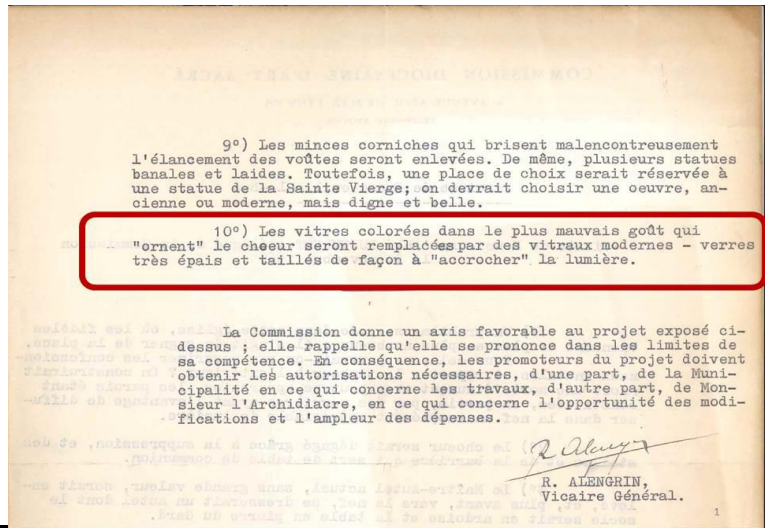 9°) Les minces corniches qui brisent malencontreusement
l'élancement des voûtes seront enlevées. De même, plusieurs statues
banales et laides. Toutefois, une place de choix serait réservée à
une statue de la Sainte Vierge; on devrait choisir une oeuvre, an-
cienne ou moderne, mais digne et belle.
10°) Les vitres colorées dans le plus mauvais goût qui
"ornent" le choeur seront remplacées par des vitraux modernes - verres
très épais et taillés de façon à "accrocher" la lumière.
La Commission donne un avis favorable au projet exposé ci-
dessus ; elle rappelle qu'elle se prononce dans les limites de
sa compétence. En conséquence, les promoteurs du projet doivent
obtenir les autorisations nécessaires, d'une part, de la Muni-
cipalité en ce qui concerne les travaux, d'autre part, de Mon-
sieur l'Archidiacre, en ce qui concerne l'opportunité des modi-
fications et l'ampleur des dépenses.
R. ALENGRIN,
Vicaire Général.
1